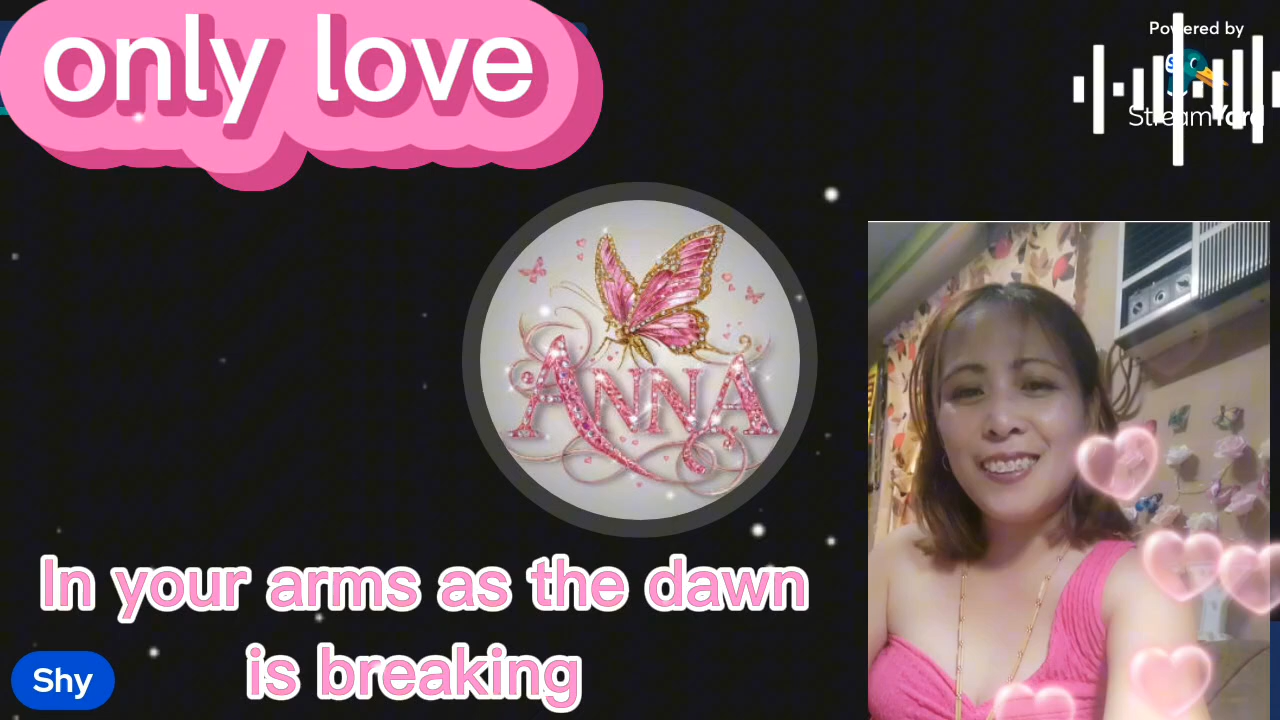 only love
Powered by
StreamYard
ANNA
In your arms as the dawn
is breaking
Shy